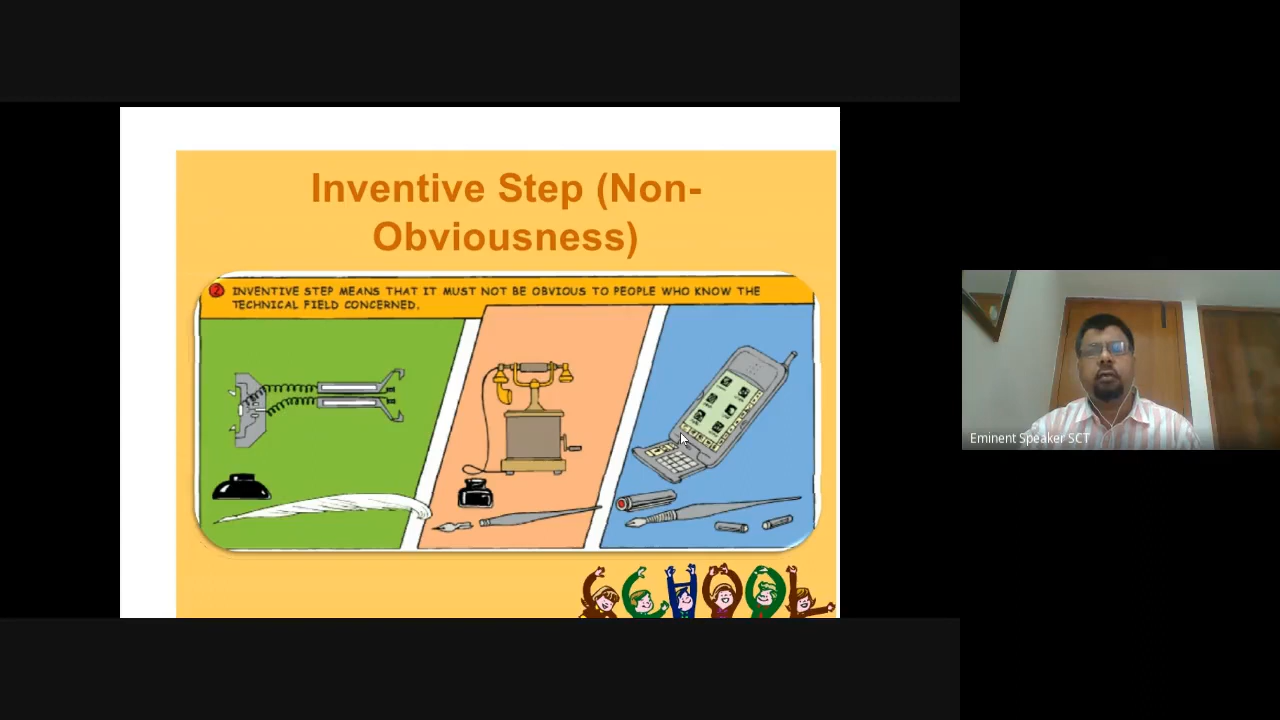 Inventive Step (Non-
Obviousness)
2 INVENTIVE STEP MEANS THAT IT MUST NOT BE OBVIOUS TO PEOPLE WHO KNOW THE
TECHNICAL FIELD CONCERNED.
SCHOOL
Eminent Speaker SCT